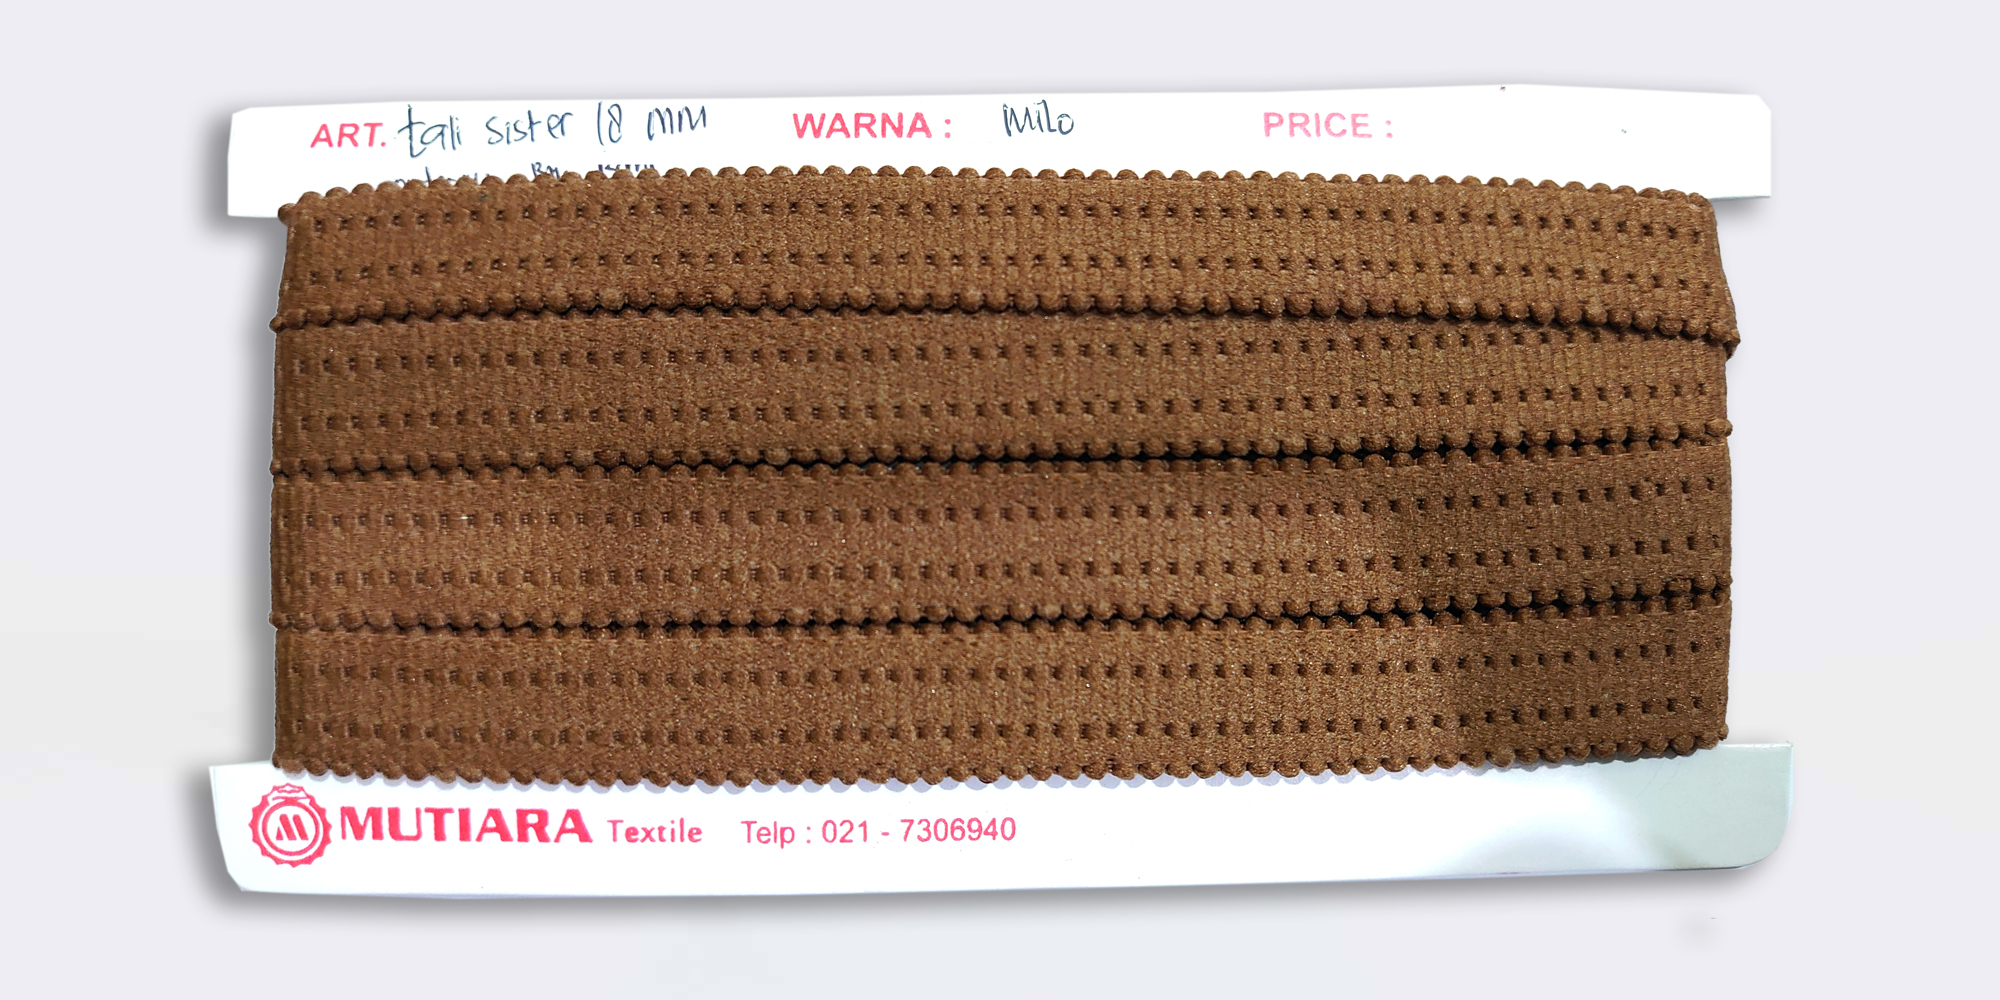 ART. tali sister 18 mm WARNA : Milo PRICE :
MUTIARA Textile Telp : 021 - 7306940